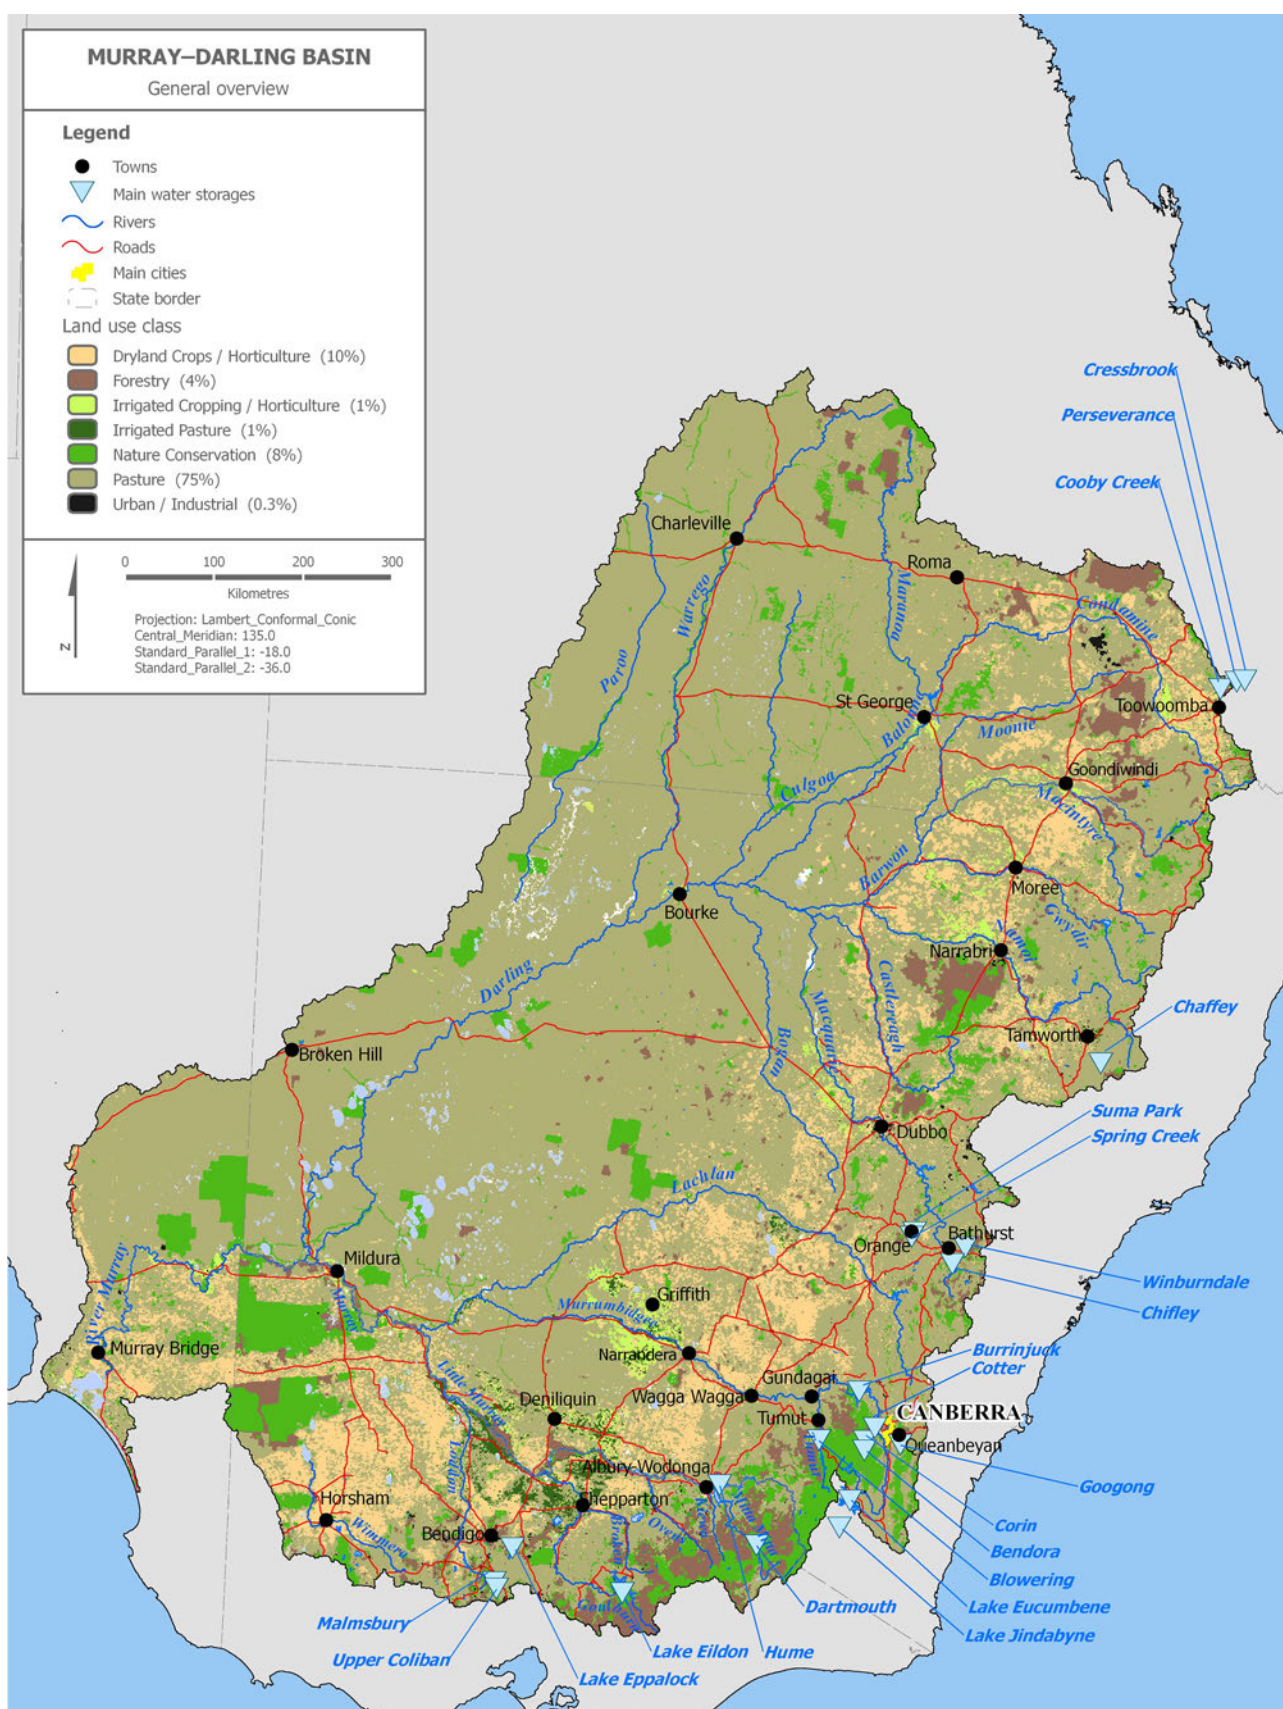 MURRAY–DARLING BASIN
General overview
Legend
Towns
Main water storages
Rivers
Roads
Main cities
State border
Land use class
Dryland Crops / Horticulture (10%)
Forestry (4%)
Irrigated Cropping / Horticulture (1%)
Irrigated Pasture (1%)
Nature Conservation (8%)
Pasture (75%)
Urban / Industrial (0.3%)
0 100 200 300
Kilometres
N
Projection: Lambert_Conformal_Conic
Central_Meridian: 135.0
Standard_Parallel_1: -18.0
Standard_Parallel_2: -36.0
Cressbrook
Perseverance
Cooby Creek
Charleville
Roma
Warrego
Maranoa
Condamine
Paroo
St George
Balonne
Moonie
Toowoomba
Culgoa
Goondiwindi
Macintyre
Barwon
Moree
Bourke
Gwydir
Namoi
Narrabri
Darling
Castlereagh
Macquarie
Bogan
Chaffey
Tamworth
Broken Hill
Suma Park
Spring Creek
Dubbo
Lachlan
Orange
Bathurst
Mildura
River Murray
Murray
Winburndale
Chifley
Griffith
Murrumbidgee
Murray Bridge
Narrandera
Burrinjuck
Cotter
Gundagai
Wagga Wagga
Little Murray
Deniliquin
Tumut
CANBERRA
Queanbeyan
Tumut
Loddon
Albury-Wodonga
Googong
Kiewa
Mitta Mitta
Shepparton
Horsham
Wimmera
Bendigo
Broken
Ovens
Corin
Bendora
Blowering
Goulburn
Dartmouth
Lake Eucumbene
Malmsbury
Lake Jindabyne
Upper Coliban
Lake Eildon
Hume
Lake Eppalock